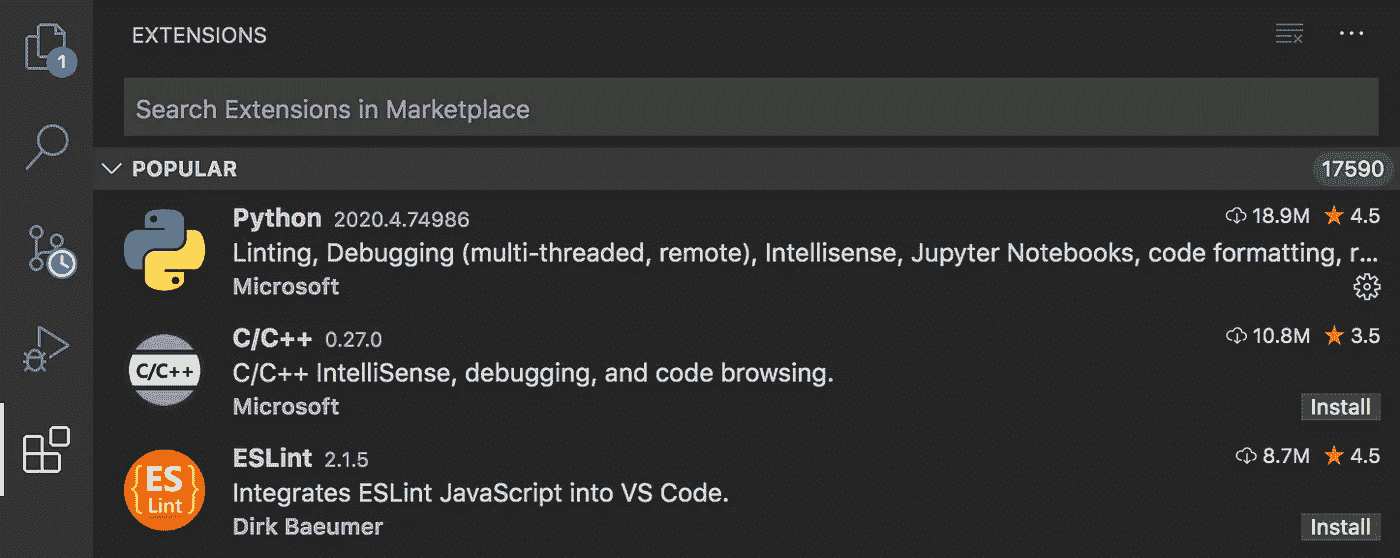 1
EXTENSIONS
Search Extensions in Marketplace
POPULAR 17590
Python 2020.4.74986 18.9M 4.5
Linting, Debugging (multi-threaded, remote), Intellisense, Jupyter Notebooks, code formatting, r...
Microsoft
C/C++ 0.27.0 10.8M 3.5
C/C++
C/C++ IntelliSense, debugging, and code browsing.
Microsoft Install
ESLint 2.1.5 8.7M 4.5
{ES}
Lint
Integrates ESLint JavaScript into VS Code.
Dirk Baeumer Install